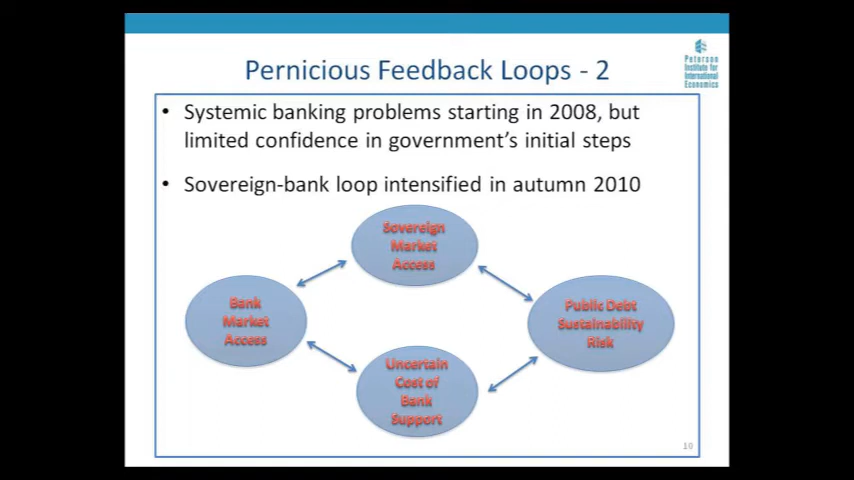 Pernicious Feedback Loops - 2
Peterson
Institute for
International
Economics
• Systemic banking problems starting in 2008, but
limited confidence in government's initial steps
• Sovereign-bank loop intensified in autumn 2010
Sovereign
Market
Access
Bank
Market
Access
Public Debt
Sustainability
Risk
Uncertain
Cost of
Bank
Support
10